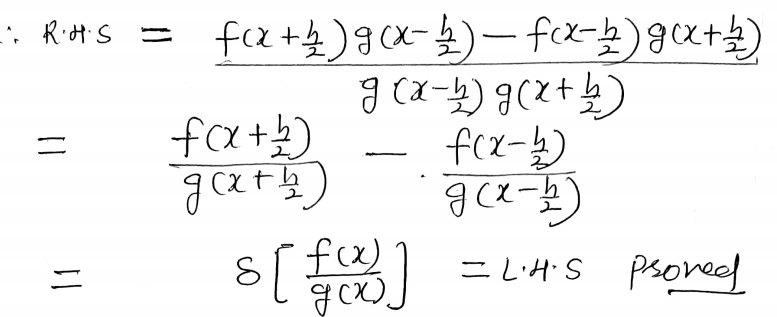 ∴ R.H.S = f(x+h/2)g(x-h/2) - f(x-h/2)g(x+h/2) / g(x-h/2)g(x+h/2)
= f(x+h/2)/g(x+h/2) - f(x-h/2)/g(x-h/2)
= δ[f(x)/g(x)] = L.H.S proved